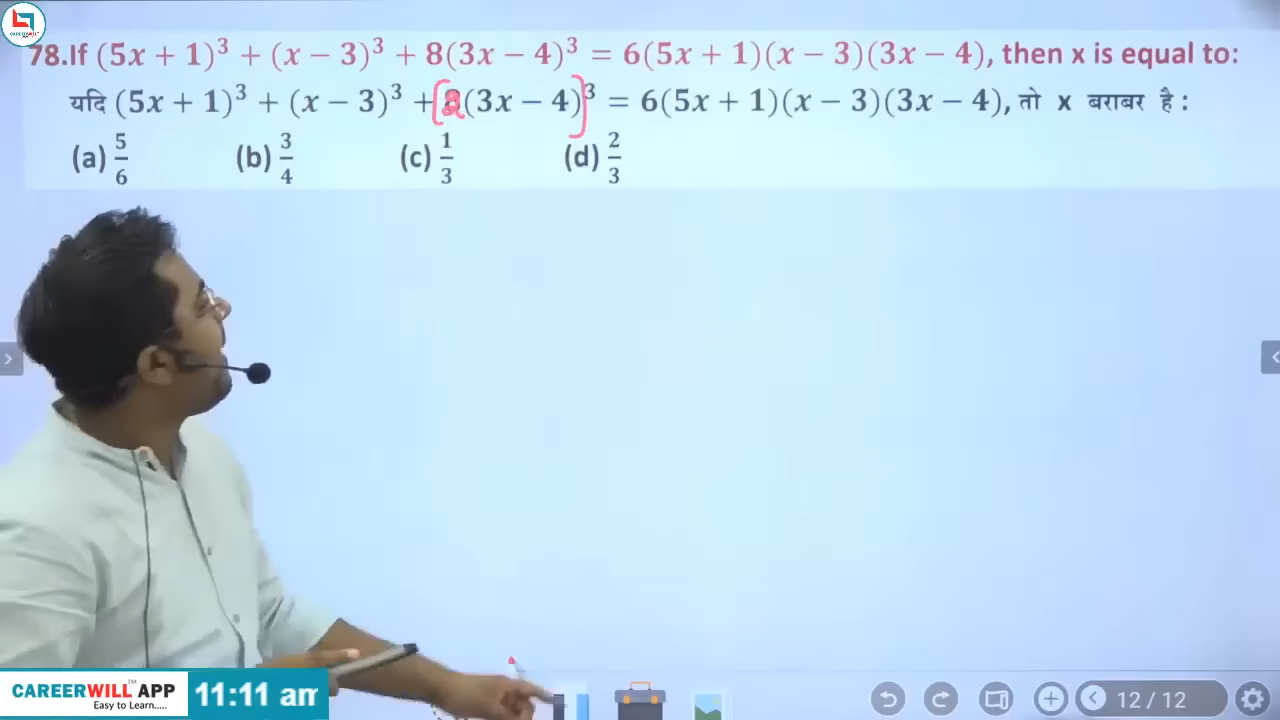 CAREERWILL
78.If (5x + 1)³ + (x − 3)³ + 8(3x − 4)³ = 6(5x + 1)(x − 3)(3x − 4), then x is equal to:
यदि (5x + 1)³ + (x − 3)³ + [2(3x − 4)]³ = 6(5x + 1)(x − 3)(3x − 4), तो x बराबर है :
(a) 5/6 (b) 3/4 (c) 1/3 (d) 2/3
CAREERWILL APP 11:11 am
Easy to Learn.....
12 / 12